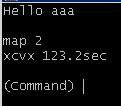 Hello aaa
map 2
xcvx 123.2sec
(Command)